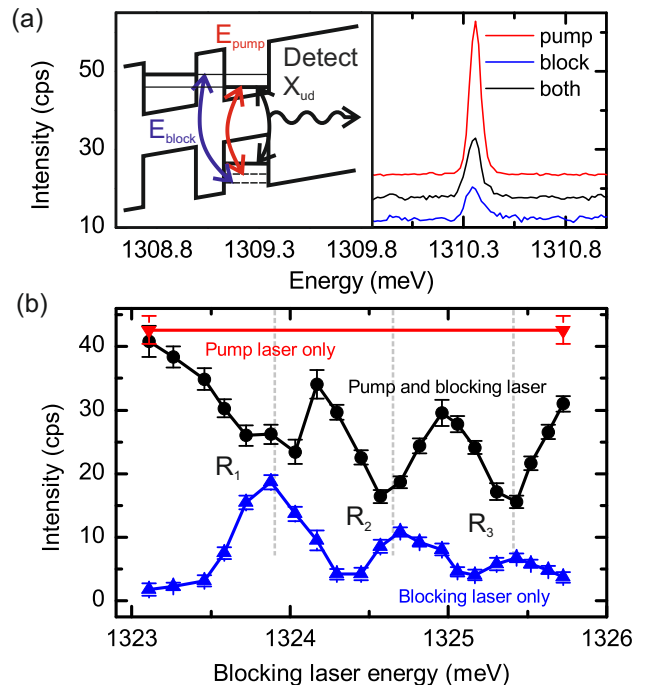 (a)
Intensity (cps)
50
30
10
E_pump
Detect
X_ud
E_block
pump
block
both
1308.8
1309.3
1309.8
1310.3
1310.8
Energy (meV)
(b)
Intensity (cps)
40
30
20
10
0
Pump laser only
Pump and blocking laser
R_1
R_2
R_3
Blocking laser only
1323
1324
1325
1326
Blocking laser energy (meV)